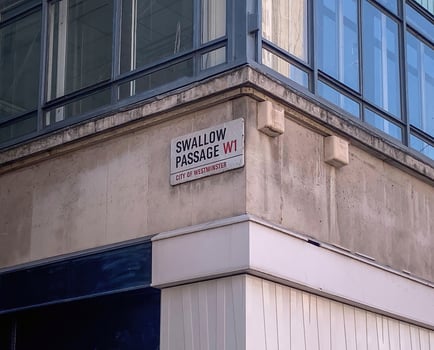 SWALLOW
PASSAGE W1
CITY OF WESTMINSTER